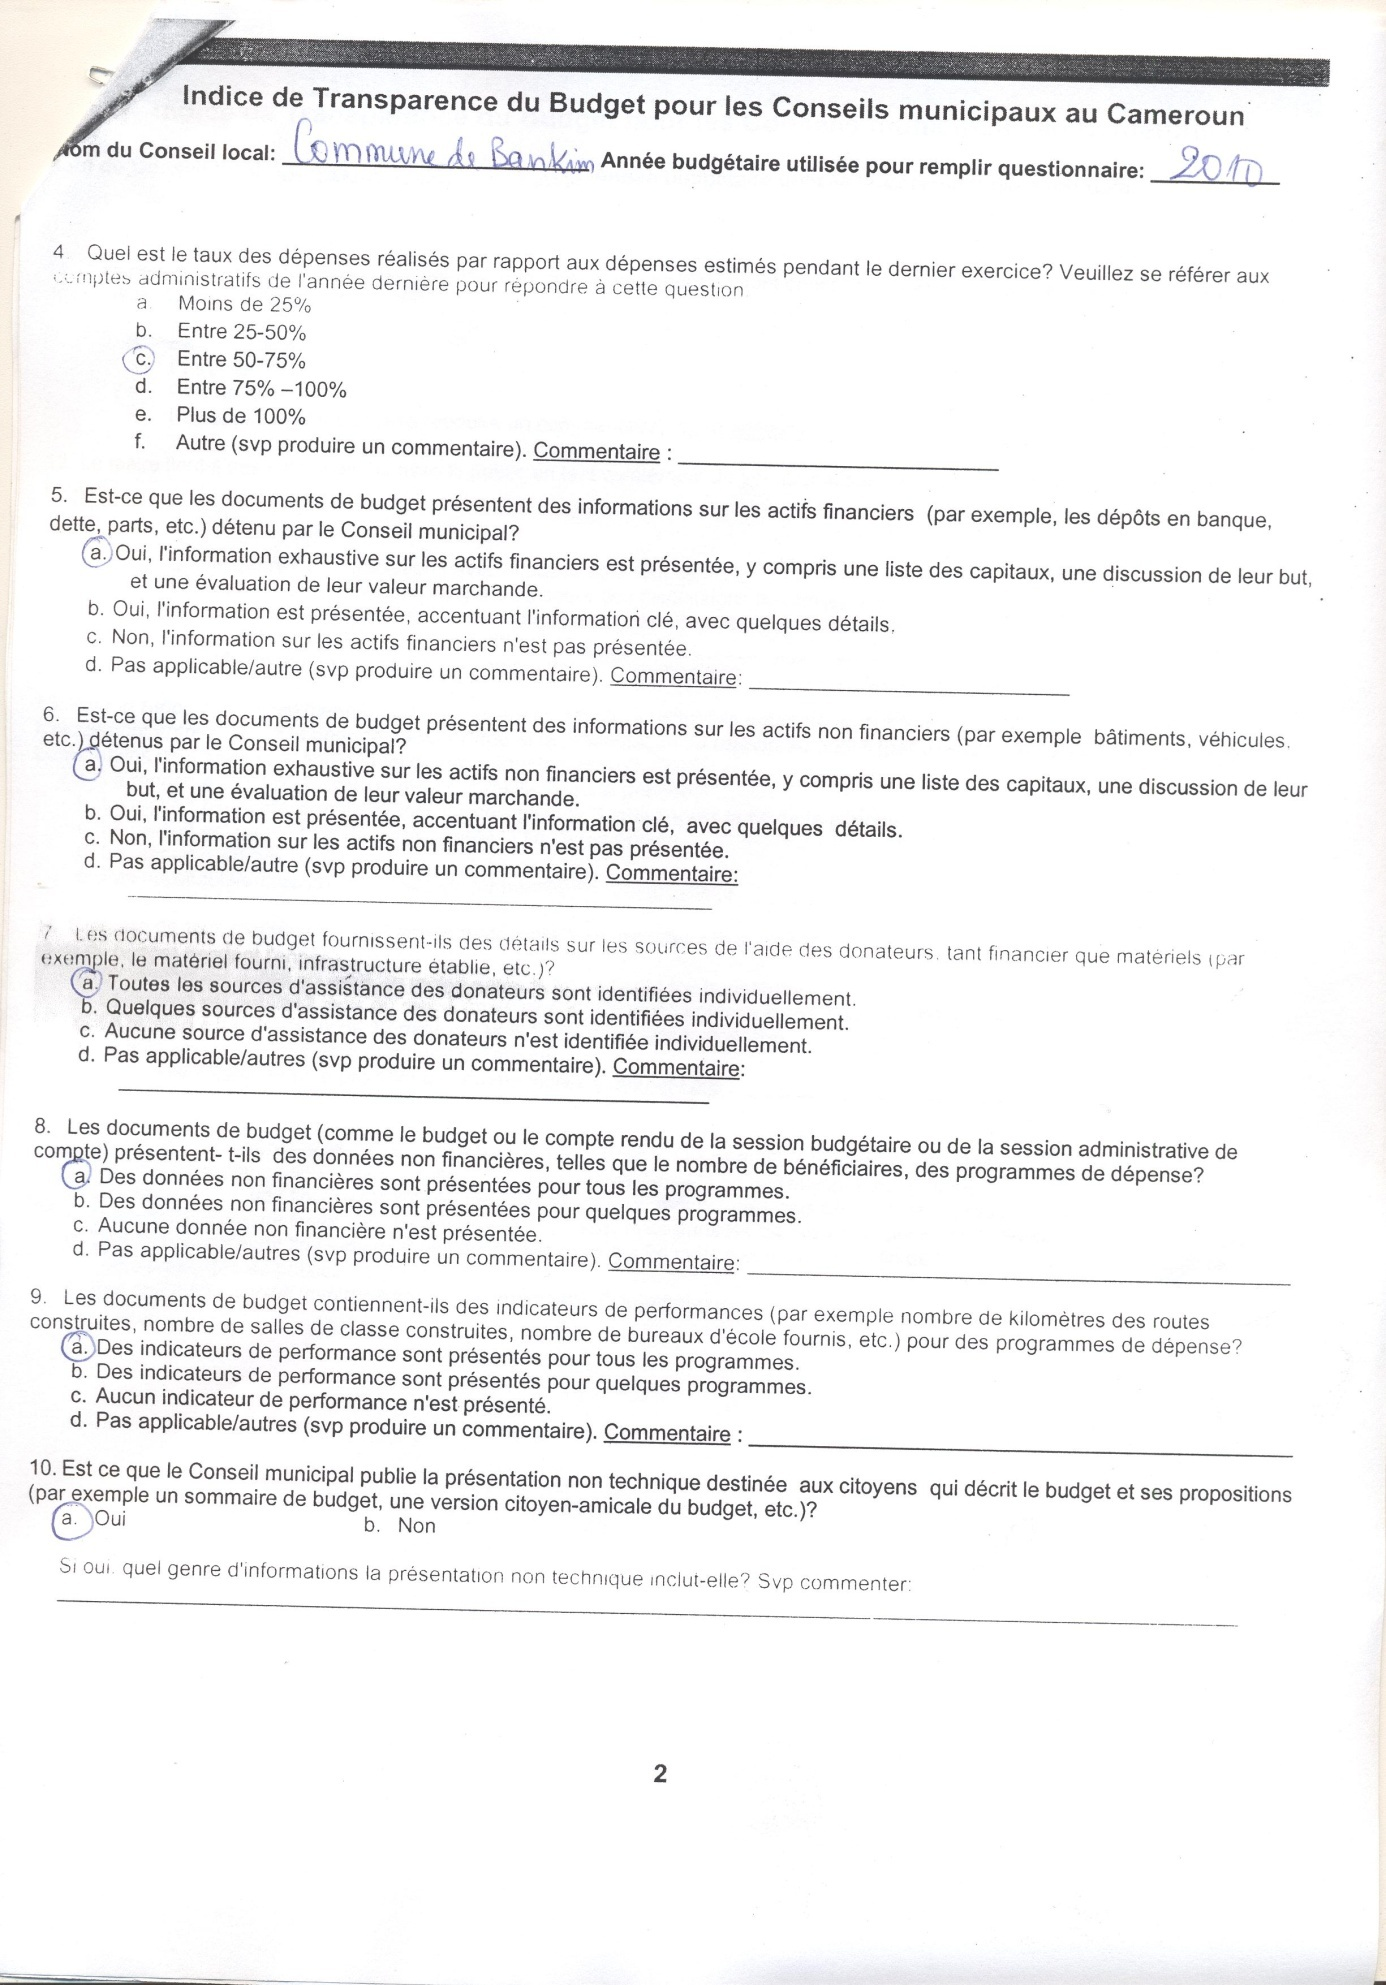 Indice de Transparence du Budget pour les Conseils municipaux au Cameroun
Nom du Conseil local: Commune de Bankim Année budgétaire utilisée pour remplir questionnaire: 2010
4 Quel est le taux des dépenses réalisés par rapport aux dépenses estimés pendant le dernier exercice? Veuillez se référer aux
comptes administratifs de l'année dernière pour répondre à cette question
a. Moins de 25%
b. Entre 25-50%
c. Entre 50-75%
d. Entre 75% –100%
e. Plus de 100%
f. Autre (svp produire un commentaire). Commentaire :
5. Est-ce que les documents de budget présentent des informations sur les actifs financiers (par exemple, les dépôts en banque,
dette, parts, etc.) détenu par le Conseil municipal?
a. Oui, l'information exhaustive sur les actifs financiers est présentée, y compris une liste des capitaux, une discussion de leur but,
et une évaluation de leur valeur marchande.
b. Oui, l'information est présentée, accentuant l'information clé, avec quelques détails.
c. Non, l'information sur les actifs financiers n'est pas présentée.
d. Pas applicable/autre (svp produire un commentaire). Commentaire:
6. Est-ce que les documents de budget présentent des informations sur les actifs non financiers (par exemple bâtiments, véhicules.
etc.) détenus par le Conseil municipal?
a. Oui, l'information exhaustive sur les actifs non financiers est présentée, y compris une liste des capitaux, une discussion de leur
but, et une évaluation de leur valeur marchande.
b. Oui, l'information est présentée, accentuant l'information clé, avec quelques détails.
c. Non, l'information sur les actifs non financiers n'est pas présentée.
d. Pas applicable/autre (svp produire un commentaire). Commentaire:
7 Les documents de budget fournissent-ils des détails sur les sources de l'aide des donateurs. tant financier que matériels (par
exemple, le matériel fourni, infrastructure établie, etc.)?
a. Toutes les sources d'assistance des donateurs sont identifiées individuellement.
b. Quelques sources d'assistance des donateurs sont identifiées individuellement.
c. Aucune source d'assistance des donateurs n'est identifiée individuellement.
d. Pas applicable/autres (svp produire un commentaire). Commentaire:
8. Les documents de budget (comme le budget ou le compte rendu de la session budgétaire ou de la session administrative de
compte) présentent- t-ils des données non financières, telles que le nombre de bénéficiaires, des programmes de dépense?
a. Des données non financières sont présentées pour tous les programmes.
b. Des données non financières sont présentées pour quelques programmes.
c. Aucune donnée non financière n'est présentée.
d. Pas applicable/autres (svp produire un commentaire). Commentaire:
9. Les documents de budget contiennent-ils des indicateurs de performances (par exemple nombre de kilomètres des routes
construites, nombre de salles de classe construites, nombre de bureaux d'école fournis, etc.) pour des programmes de dépense?
a. Des indicateurs de performance sont présentés pour tous les programmes.
b. Des indicateurs de performance sont présentés pour quelques programmes.
c. Aucun indicateur de performance n'est présenté.
d. Pas applicable/autres (svp produire un commentaire). Commentaire :
10. Est ce que le Conseil municipal publie la présentation non technique destinée aux citoyens qui décrit le budget et ses propositions
(par exemple un sommaire de budget, une version citoyen-amicale du budget, etc.)?
a. Oui b. Non
Si oui. quel genre d'informations la présentation non technique inclut-elle? Svp commenter:
2